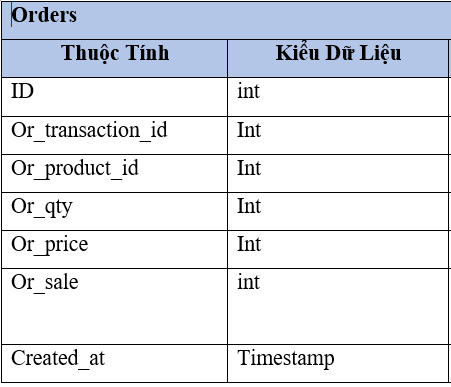 Orders
Thuộc Tính Kiểu Dữ Liệu
ID int
Or_transaction_id Int
Or_product_id Int
Or_qty Int
Or_price Int
Or_sale int
Created_at Timestamp